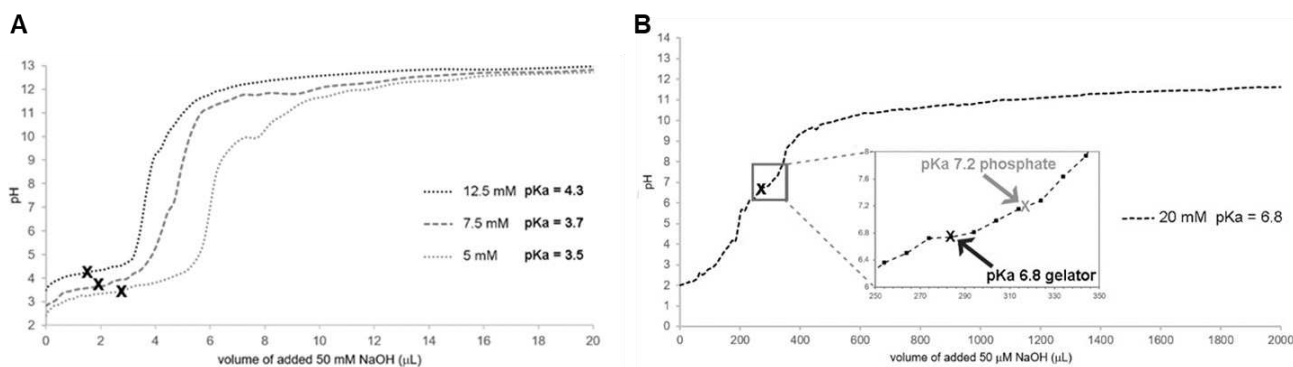 A
13
12
11
10
9
8
7
6
5
4
3
2
pH
0 2 4 6 8 10 12 14 16 18 20
volume of added 50 mM NaOH (µL)
12.5 mM pKa = 4.3
7.5 mM pKa = 3.7
5 mM pKa = 3.5
X
X
X
B
14
13
12
11
10
9
8
7
6
5
4
3
2
1
0
pH
0 200 400 600 800 1000 1200 1400 1600 1800 2000
volume of added 50 µM NaOH (µL)
X
8
7.6
7.2
6.8
6.4
6
250 270 290 310 330 350
pKa 7.2 phosphate
X
X
pKa 6.8 gelator
20 mM pKa = 6.8